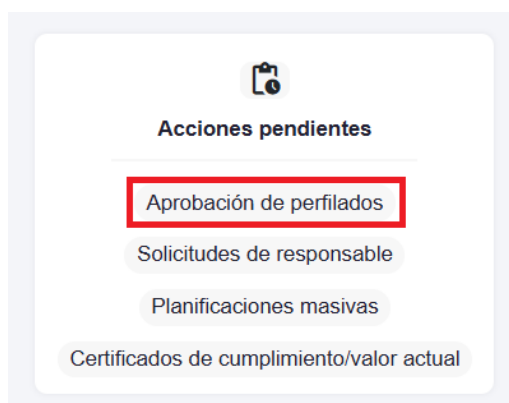 Acciones pendientes
Aprobación de perfilados
Solicitudes de responsable
Planificaciones masivas
Certificados de cumplimiento/valor actual